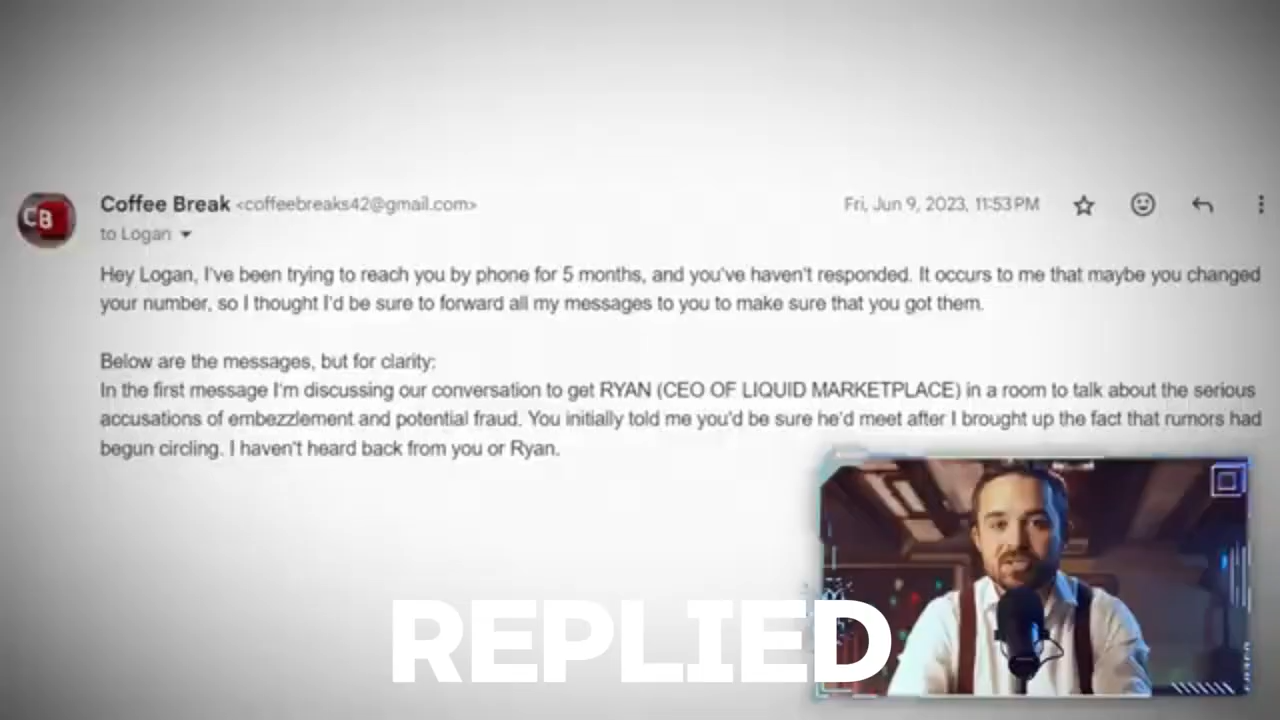 CB
Coffee Break <coffeebreaks42@gmail.com>
Fri, Jun 9, 2023, 11:53 PM
to Logan
Hey Logan, I've been trying to reach you by phone for 5 months, and you've haven't responded. It occurs to me that maybe you changed
your number, so I thought I'd be sure to forward all my messages to you to make sure that you got them.
Below are the messages, but for clarity:
In the first message I'm discussing our conversation to get RYAN (CEO OF LIQUID MARKETPLACE) in a room to talk about the serious
accusations of embezzlement and potential fraud. You initially told me you'd be sure he'd meet after I brought up the fact that rumors had
begun circling. I haven't heard back from you or Ryan.
REPLIED